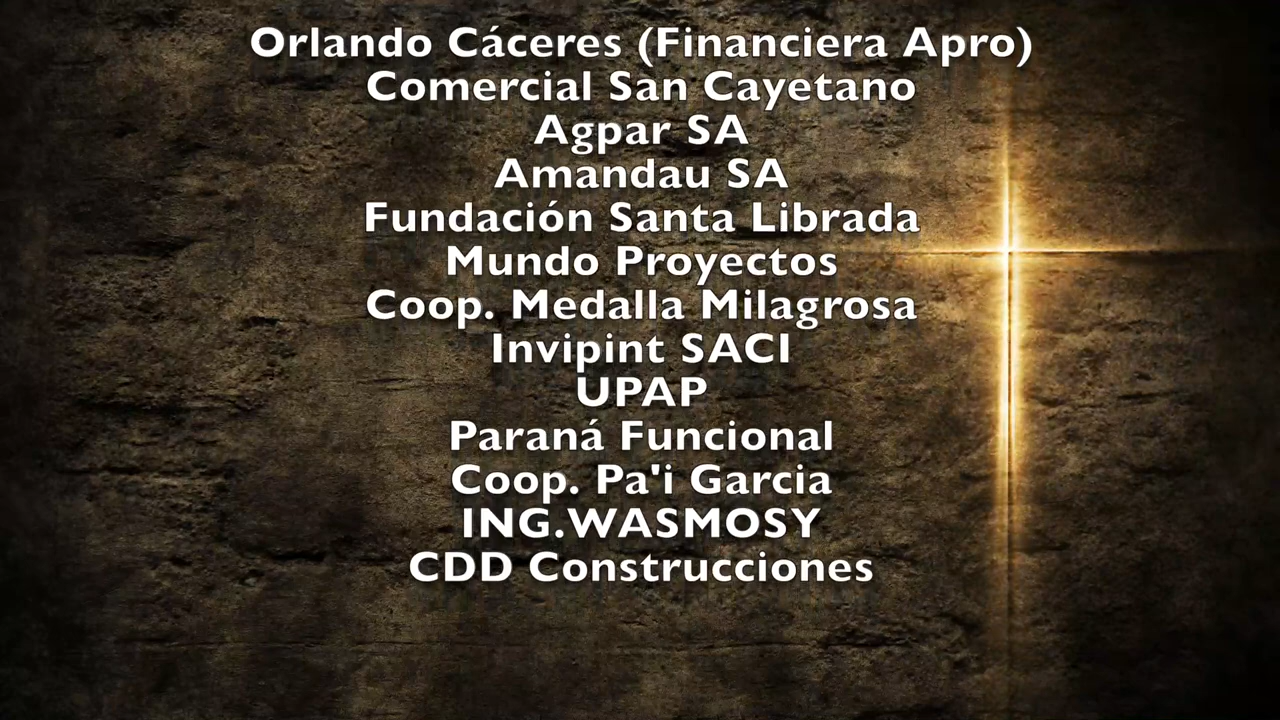 Orlando Cáceres (Financiera Apro)
Comercial San Cayetano
Agpar SA
Amandau SA
Fundación Santa Librada
Mundo Proyectos
Coop. Medalla Milagrosa
Invipint SACI
UPAP
Paraná Funcional
Coop. Pa'i Garcia
ING.WASMOSY
CDD Construcciones